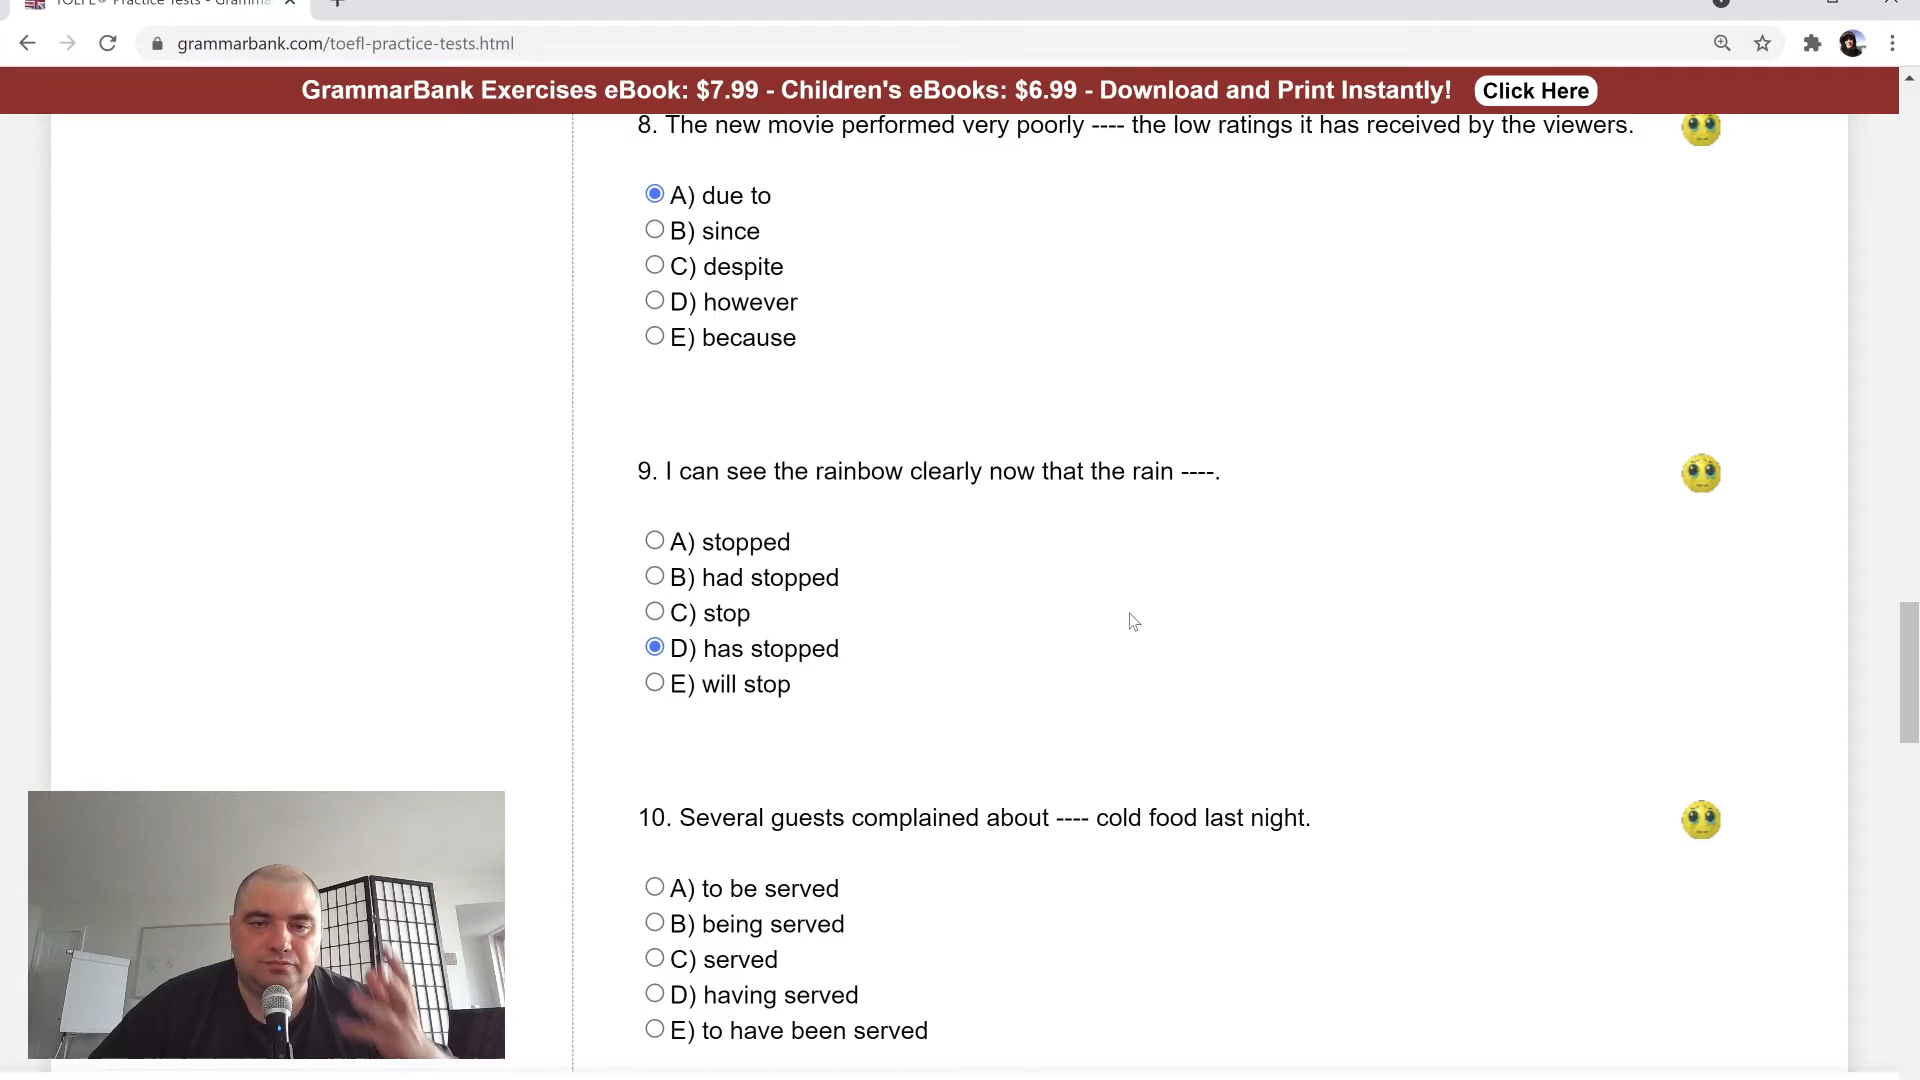 TOEFL® Practice Tests - Gramma
grammarbank.com/toefl-practice-tests.html
GrammarBank Exercises eBook: $7.99 - Children's eBooks: $6.99 - Download and Print Instantly! Click Here
8. The new movie performed very poorly ---- the low ratings it has received by the viewers.
A) due to
B) since
C) despite
D) however
E) because
9. I can see the rainbow clearly now that the rain ----.
A) stopped
B) had stopped
C) stop
D) has stopped
E) will stop
10. Several guests complained about ---- cold food last night.
A) to be served
B) being served
C) served
D) having served
E) to have been served